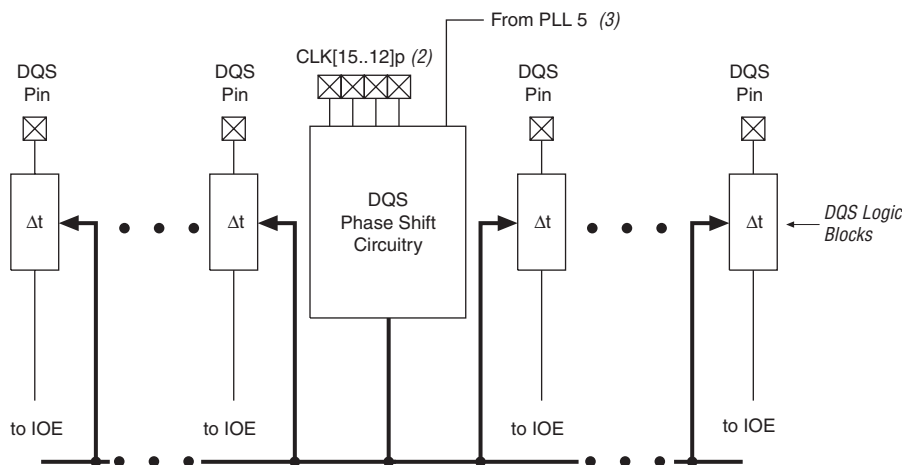 From PLL 5 (3)
CLK[15..12]p (2)
DQS
Pin
DQS
Pin
DQS
Pin
DQS
Pin
Δt
Δt
DQS
Phase Shift
Circuitry
Δt
Δt
DQS Logic
Blocks
to IOE
to IOE
to IOE
to IOE